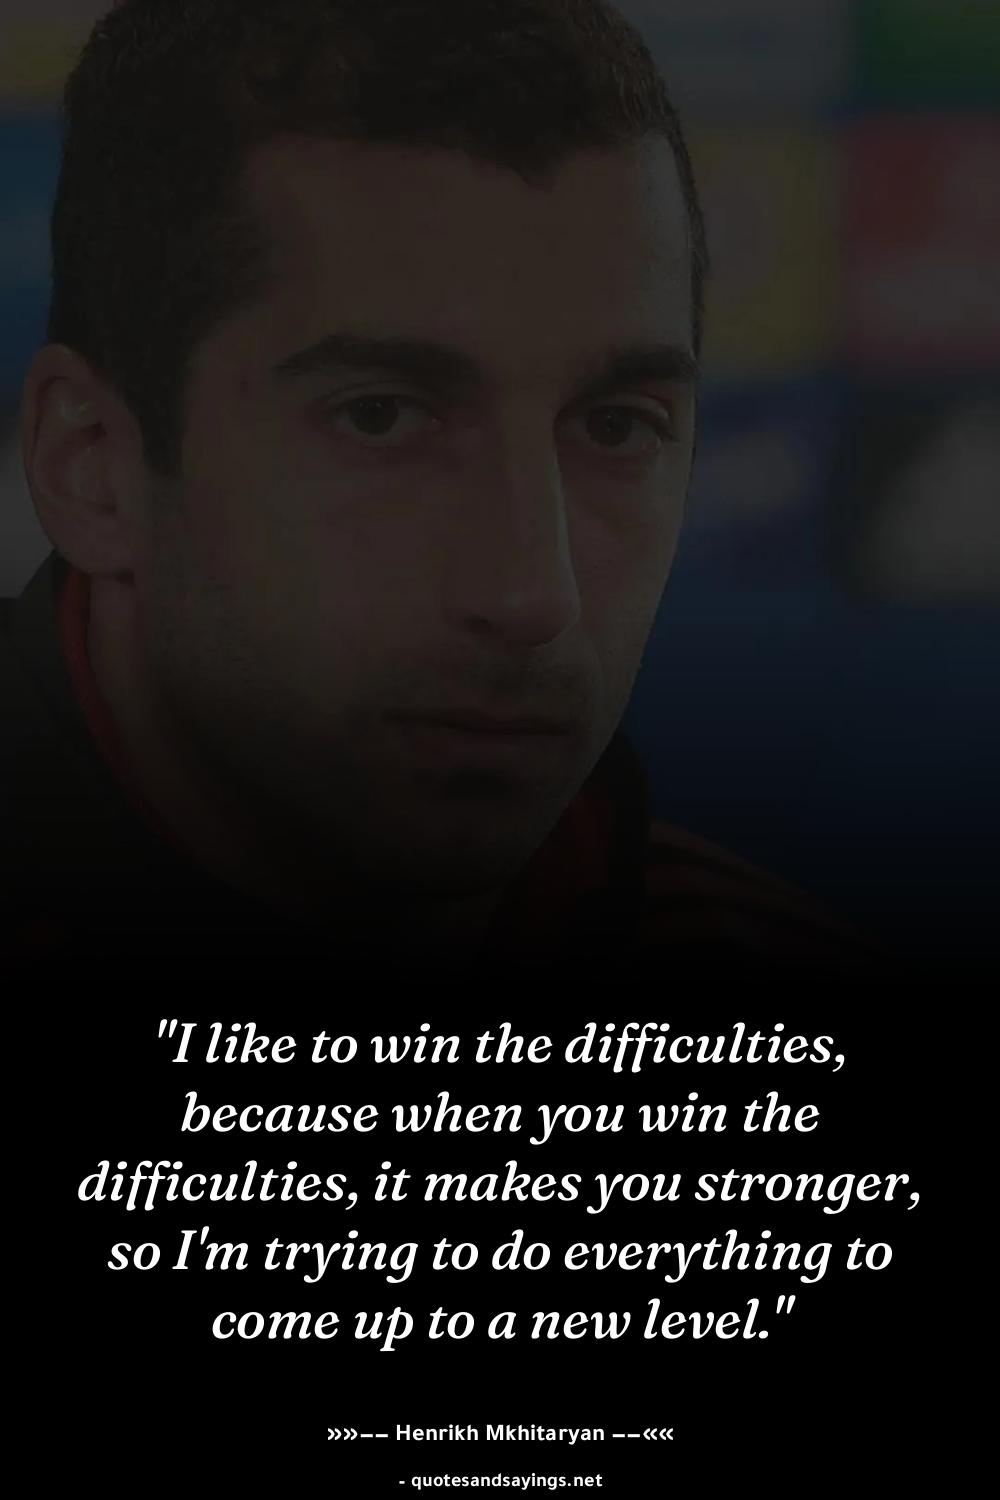 "I like to win the difficulties,
because when you win the
difficulties, it makes you stronger,
so I'm trying to do everything to
come up to a new level."
»»−− Henrikh Mkhitaryan −−««
- quotesandsayings.net